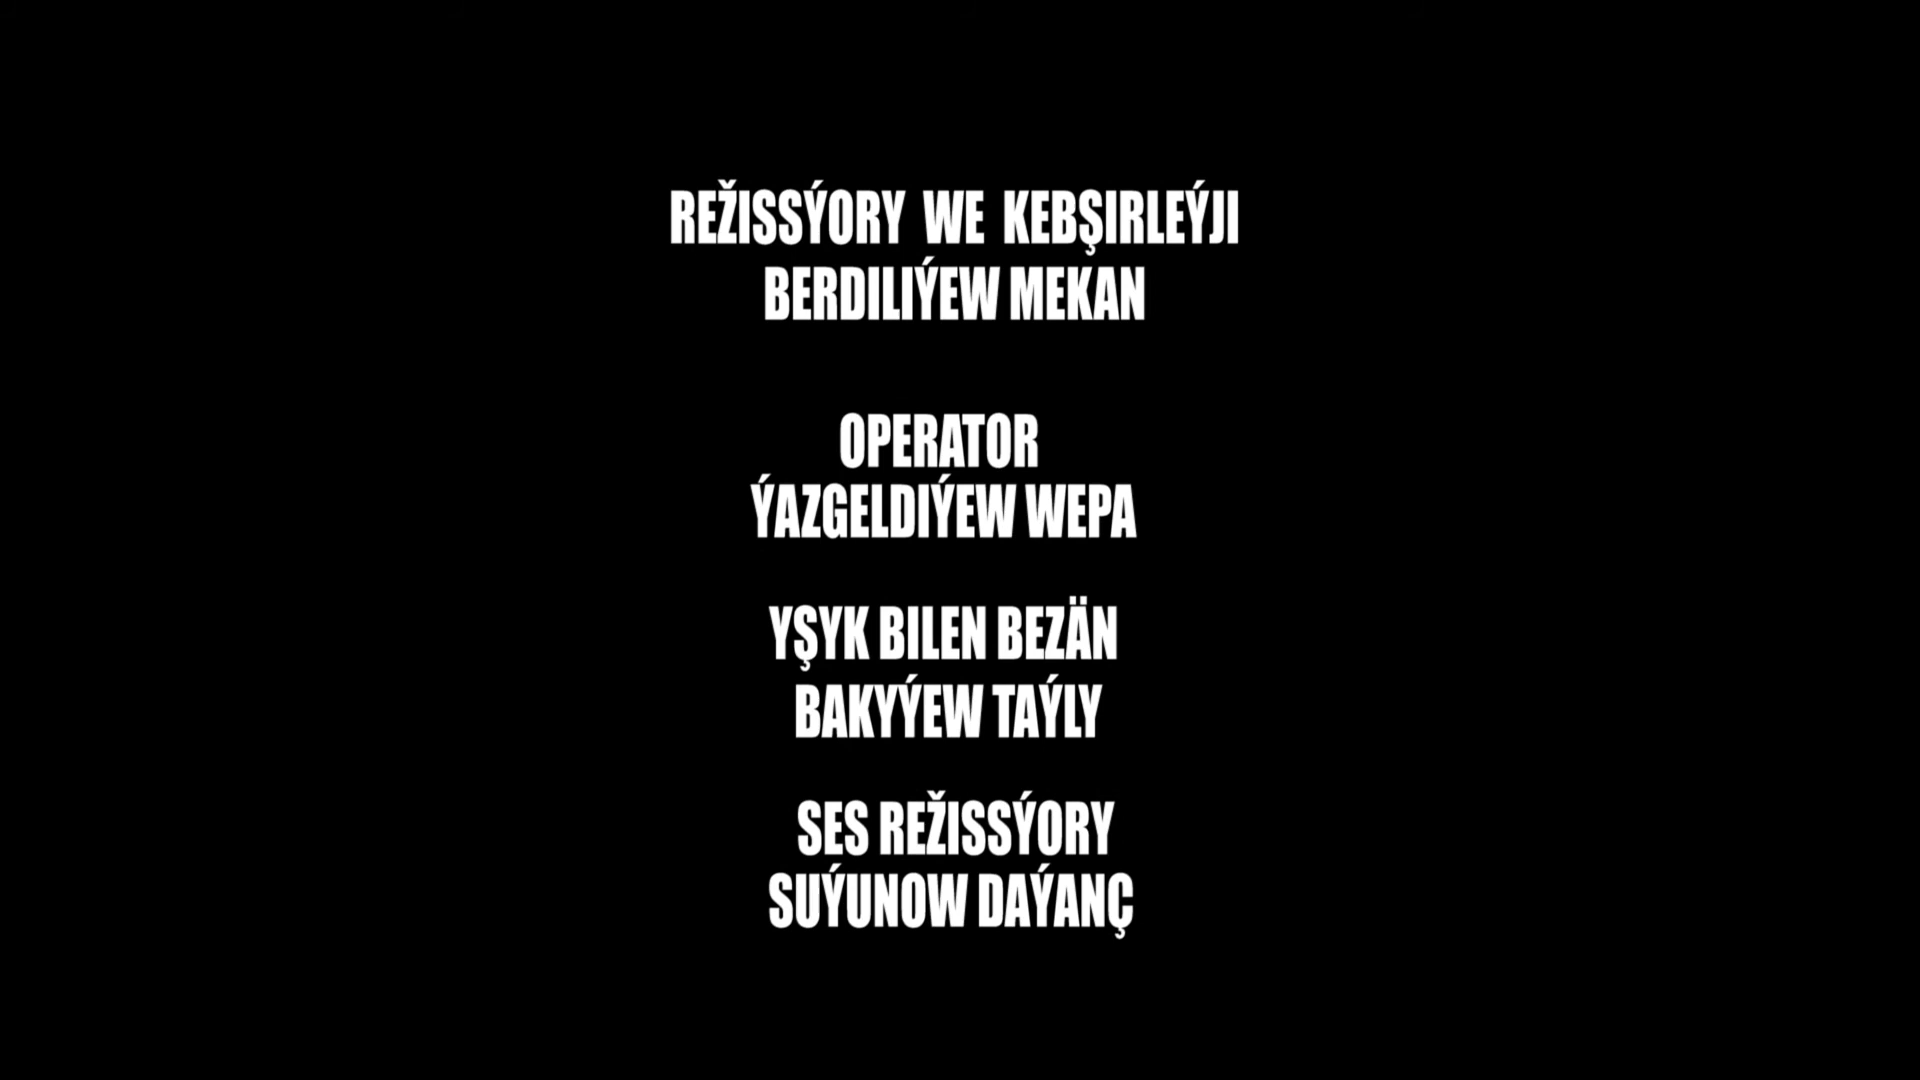 REŽISSÝORY WE KEBŞIRLEÝJI
BERDILIÝEW MEKAN
OPERATOR
ÝAZGELDIÝEW WEPA
YŞYK BILEN BEZÄN
BAKYÝEW TAÝLY
SES REŽISSÝORY
SUÝUNOW DAÝANÇ